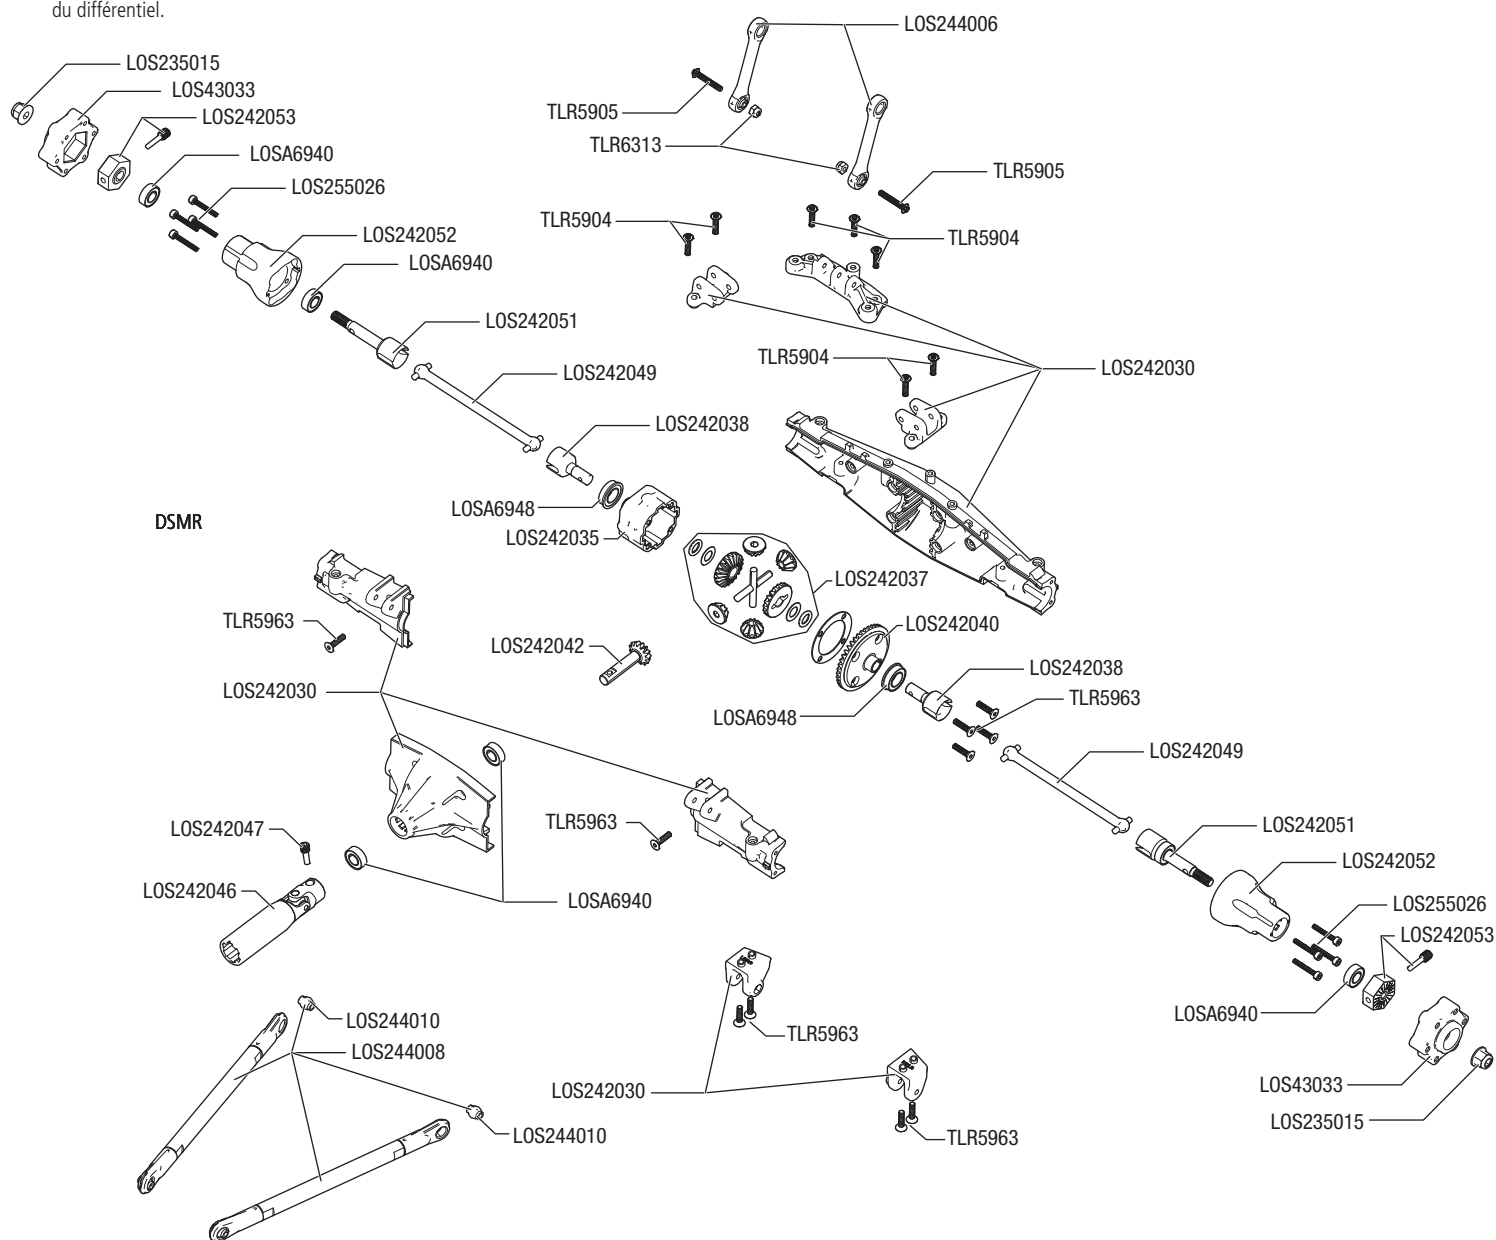 du différentiel.
LOS244006
LOS235015
LOS43033
TLR5905
LOS242053
TLR6313
LOSA6940
TLR5905
LOS255026
TLR5904
LOS242052
TLR5904
LOSA6940
LOS242051
TLR5904
LOS242030
LOS242049
LOS242038
LOSA6948
DSMR
LOS242035
LOS242037
TLR5963
LOS242040
LOS242042
LOS242038
LOS242030
TLR5963
LOSA6948
LOS242049
TLR5963
LOS242051
LOS242047
LOS242052
LOS242046
LOSA6940
LOS255026
LOS242053
LOSA6940
LOS244010
TLR5963
LOS244008
LOS43033
LOS242030
LOS235015
LOS244010
TLR5963